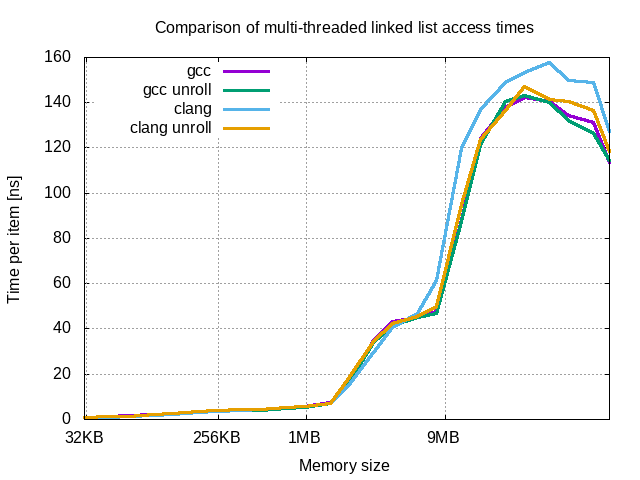 Comparison of multi-threaded linked list access times
160
140
120
100
80
60
40
20
0
Time per item [ns]
gcc
gcc unroll
clang
clang unroll
32KB 256KB 1MB 9MB
Memory size